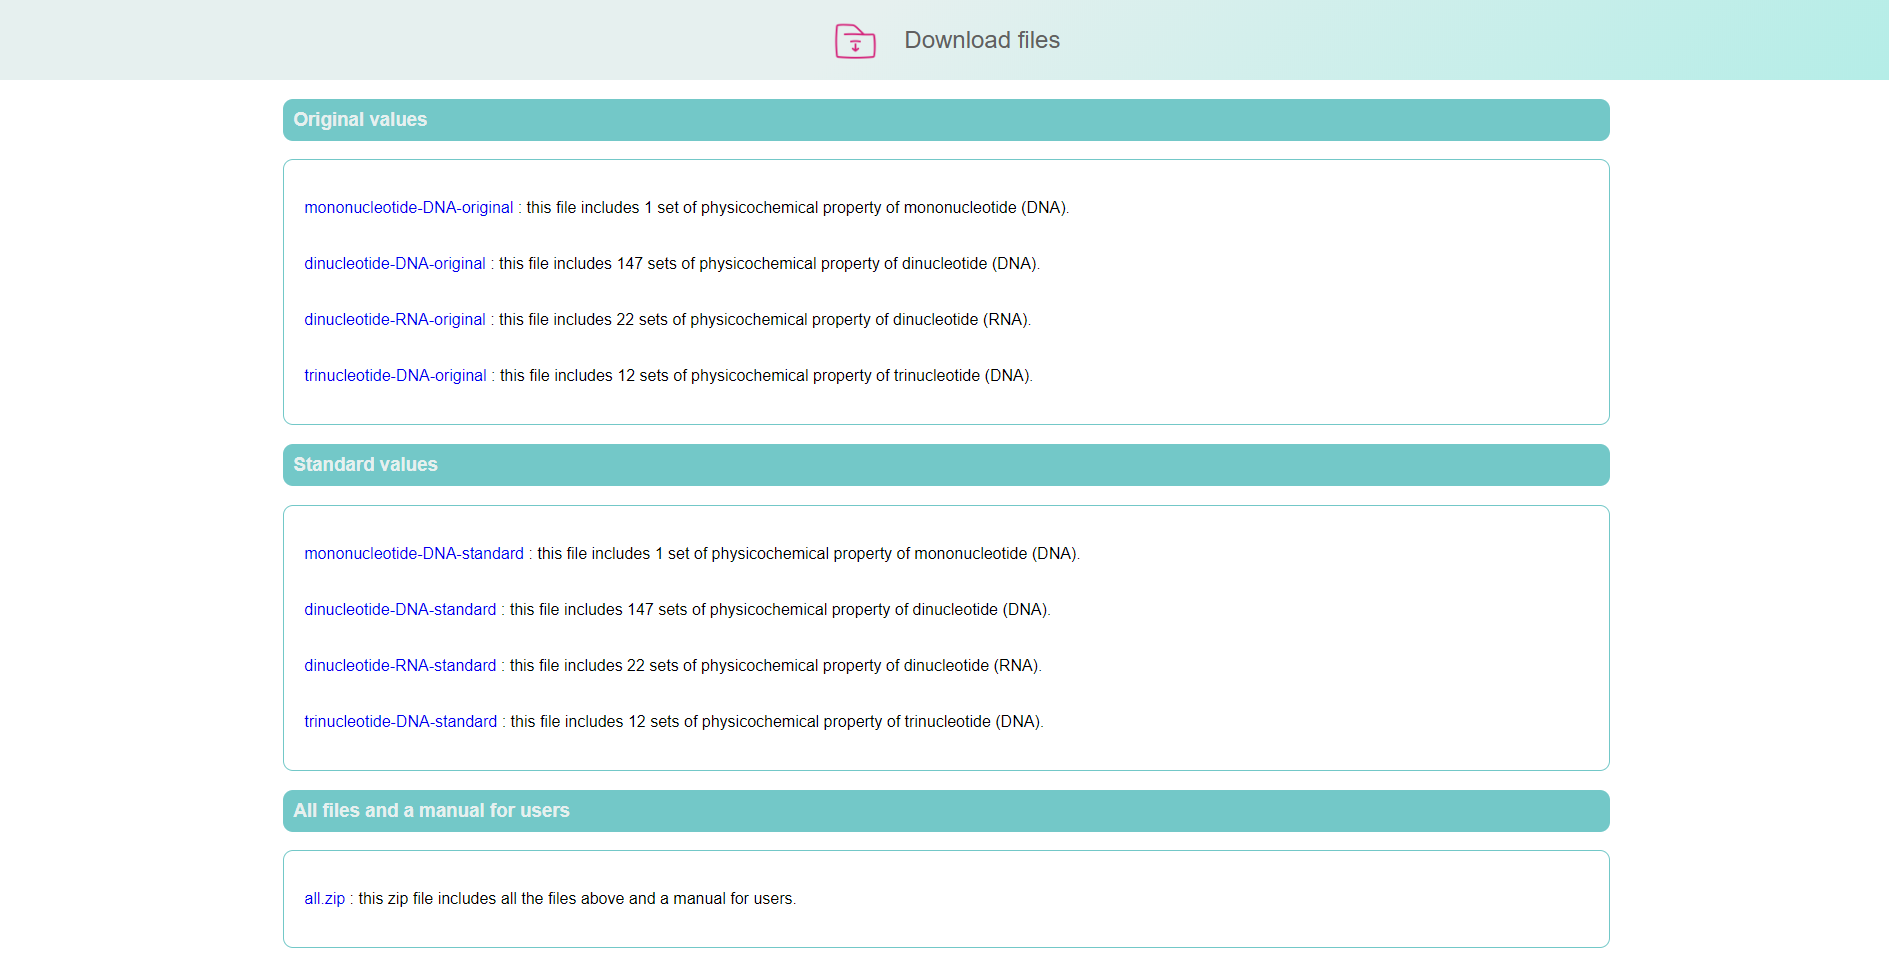 Download files
Original values
mononucleotide-DNA-original : this file includes 1 set of physicochemical property of mononucleotide (DNA).
dinucleotide-DNA-original : this file includes 147 sets of physicochemical property of dinucleotide (DNA).
dinucleotide-RNA-original : this file includes 22 sets of physicochemical property of dinucleotide (RNA).
trinucleotide-DNA-original : this file includes 12 sets of physicochemical property of trinucleotide (DNA).
Standard values
mononucleotide-DNA-standard : this file includes 1 set of physicochemical property of mononucleotide (DNA).
dinucleotide-DNA-standard : this file includes 147 sets of physicochemical property of dinucleotide (DNA).
dinucleotide-RNA-standard : this file includes 22 sets of physicochemical property of dinucleotide (RNA).
trinucleotide-DNA-standard : this file includes 12 sets of physicochemical property of trinucleotide (DNA).
All files and a manual for users
all.zip : this zip file includes all the files above and a manual for users.